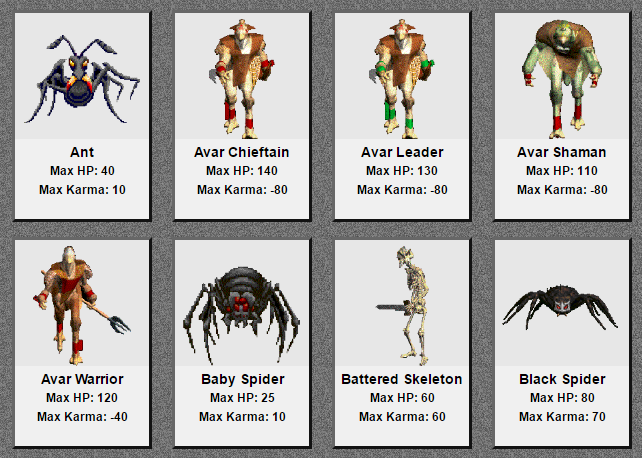 Ant
Max HP: 40
Max Karma: 10
Avar Chieftain
Max HP: 140
Max Karma: -80
Avar Leader
Max HP: 130
Max Karma: -80
Avar Shaman
Max HP: 110
Max Karma: -80
Avar Warrior
Max HP: 120
Max Karma: -40
Baby Spider
Max HP: 25
Max Karma: 10
Battered Skeleton
Max HP: 60
Max Karma: 60
Black Spider
Max HP: 80
Max Karma: 70